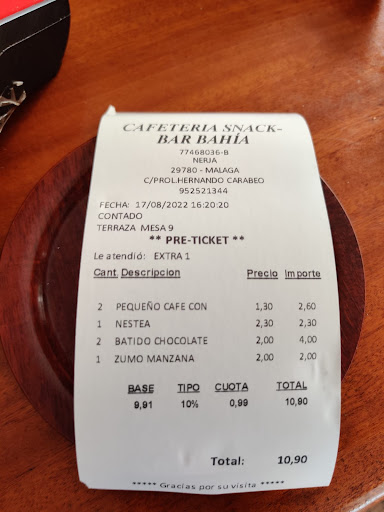 CAFETERIA SNACK-
BAR BAHÍA
77468036-B
NERJA
29780 - MALAGA
C/PROL.HERNANDO CARABEO
952521344
FECHA: 17/08/2022 16:20:20
CONTADO
TERRAZA MESA 9
** PRE-TICKET **
Le atendió: EXTRA 1
Cant. Descripcion Precio Importe
2 PEQUEÑO CAFE CON 1,30 2,60
1 NESTEA 2,30 2,30
2 BATIDO CHOCOLATE 2,00 4,00
1 ZUMO MANZANA 2,00 2,00
BASE TIPO CUOTA TOTAL
9,91 10% 0,99 10,90
Total: 10,90
***** Gracias por su visita *****